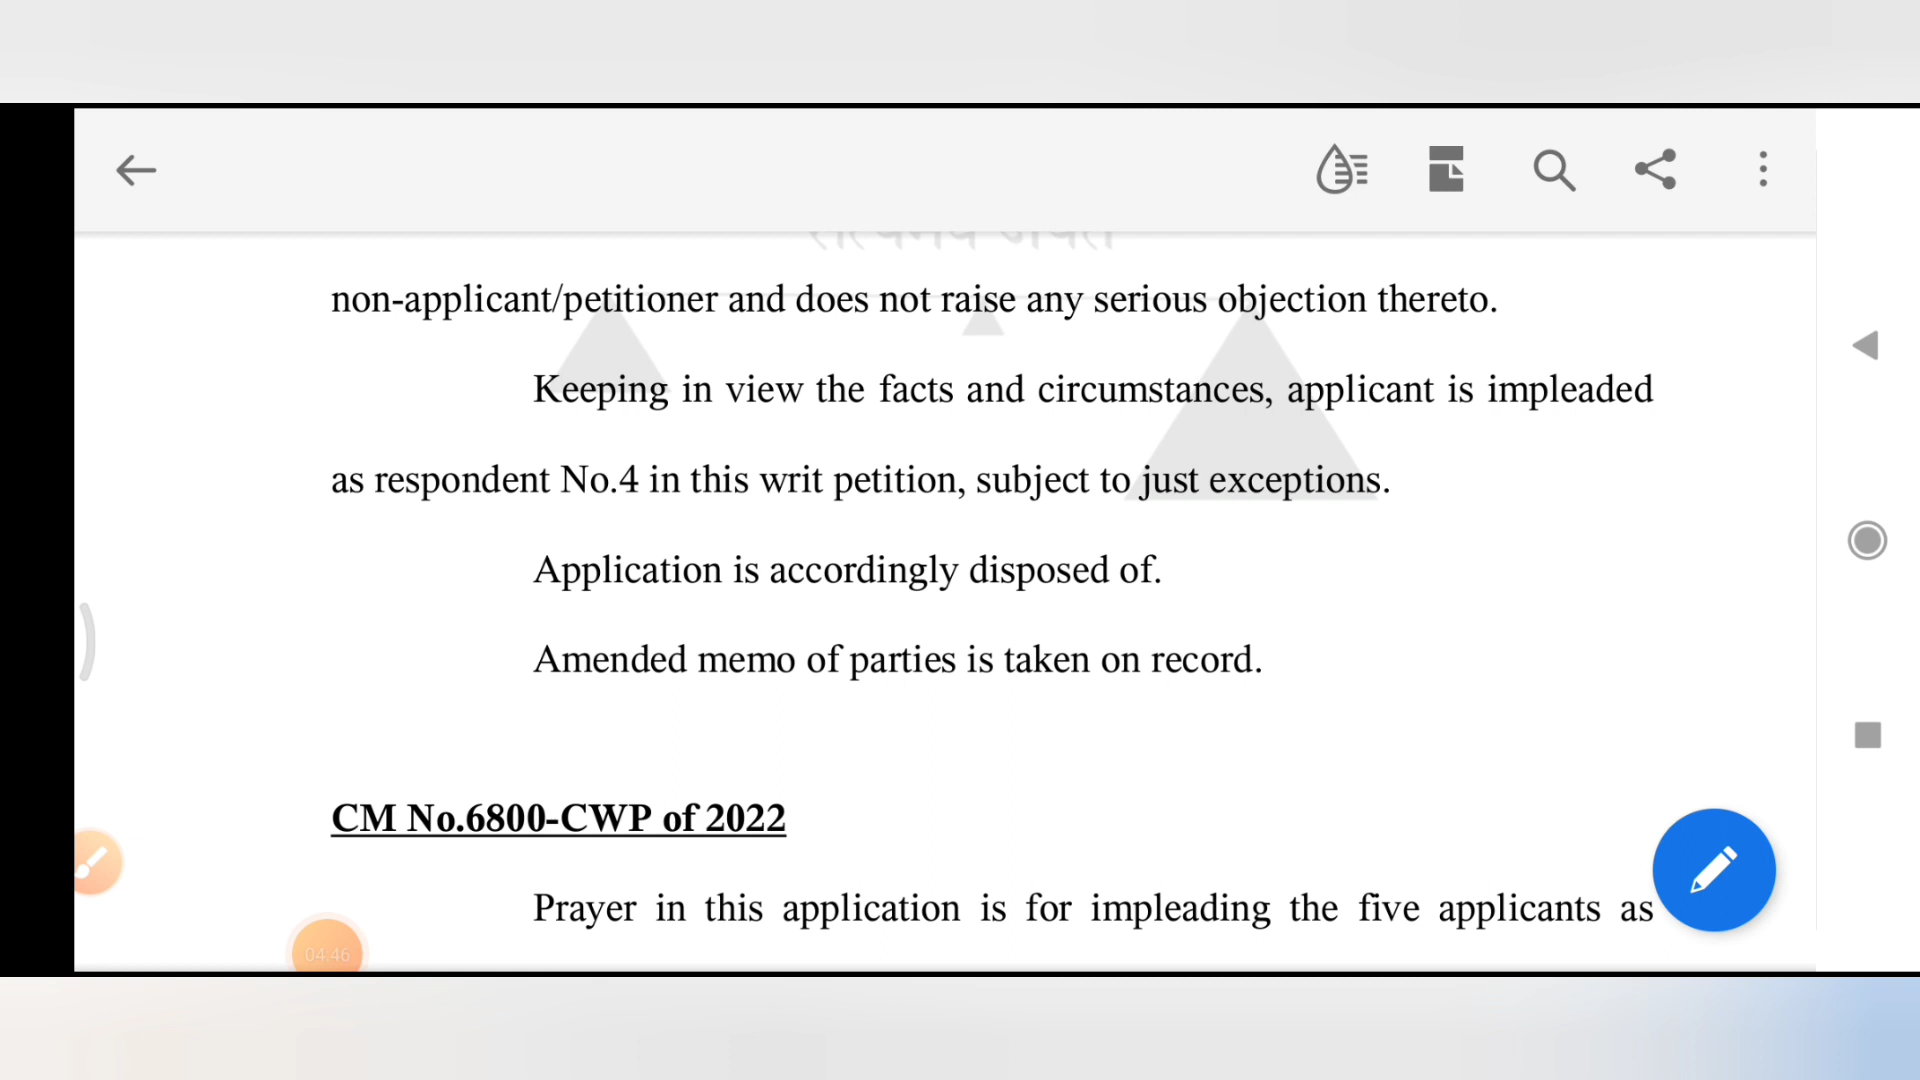 non-applicant/petitioner and does not raise any serious objection thereto.
Keeping in view the facts and circumstances, applicant is impleaded
as respondent No.4 in this writ petition, subject to just exceptions.
Application is accordingly disposed of.
Amended memo of parties is taken on record.
CM No.6800-CWP of 2022
Prayer in this application is for impleading the five applicants as
04:46